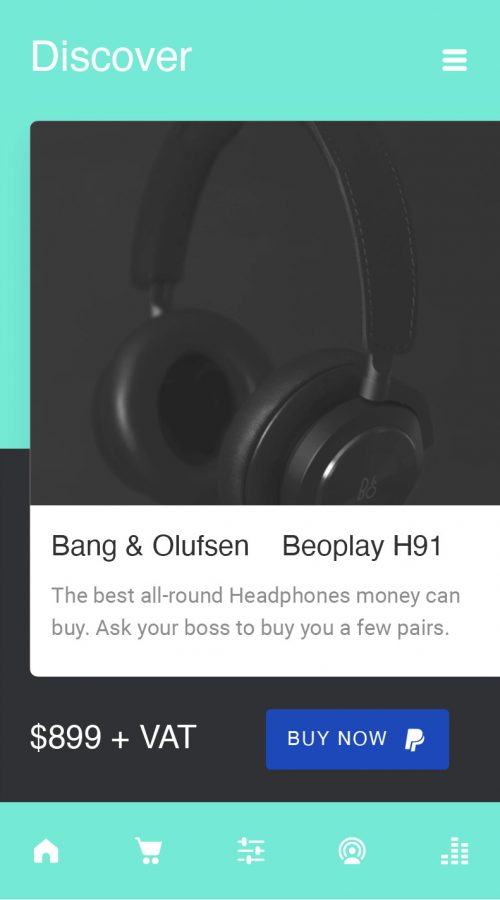 Discover
B&O
Bang & Olufsen Beoplay H91
The best all-round Headphones money can
buy. Ask your boss to buy you a few pairs.
$899 + VAT
BUY NOW